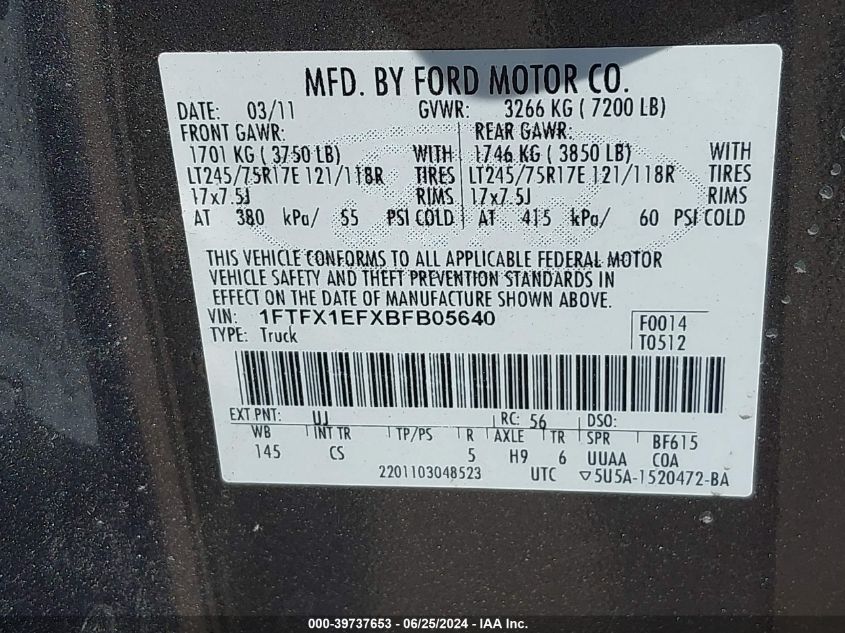 MFD. BY FORD MOTOR CO.
DATE: 03/11 GVWR: 3266 KG ( 7200 LB)
FRONT GAWR: REAR GAWR:
1701 KG ( 3750 LB) WITH 1746 KG ( 3850 LB) WITH
LT245/75R17E 121/118R TIRES LT245/75R17E 121/118R TIRES
17x7.5J RIMS 17x7.5J RIMS
AT 380 kPa/ 55 PSI COLD AT 415 kPa/ 60 PSI COLD
THIS VEHICLE CONFORMS TO ALL APPLICABLE FEDERAL MOTOR
VEHICLE SAFETY AND THEFT PREVENTION STANDARDS IN
EFFECT ON THE DATE OF MANUFACTURE SHOWN ABOVE.
VIN: 1FTFX1EFXBFB05640 F0014
TYPE: Truck T0512
EXT PNT: UJ RC: 56 DSO:
WB INT TR TP/PS R AXLE TR SPR BF615
145 CS 5 H9 6 UUAA COA
2201103048523 UTC ▽5U5A-1520472-BA
000-39737653 - 06/25/2024 - IAA Inc.